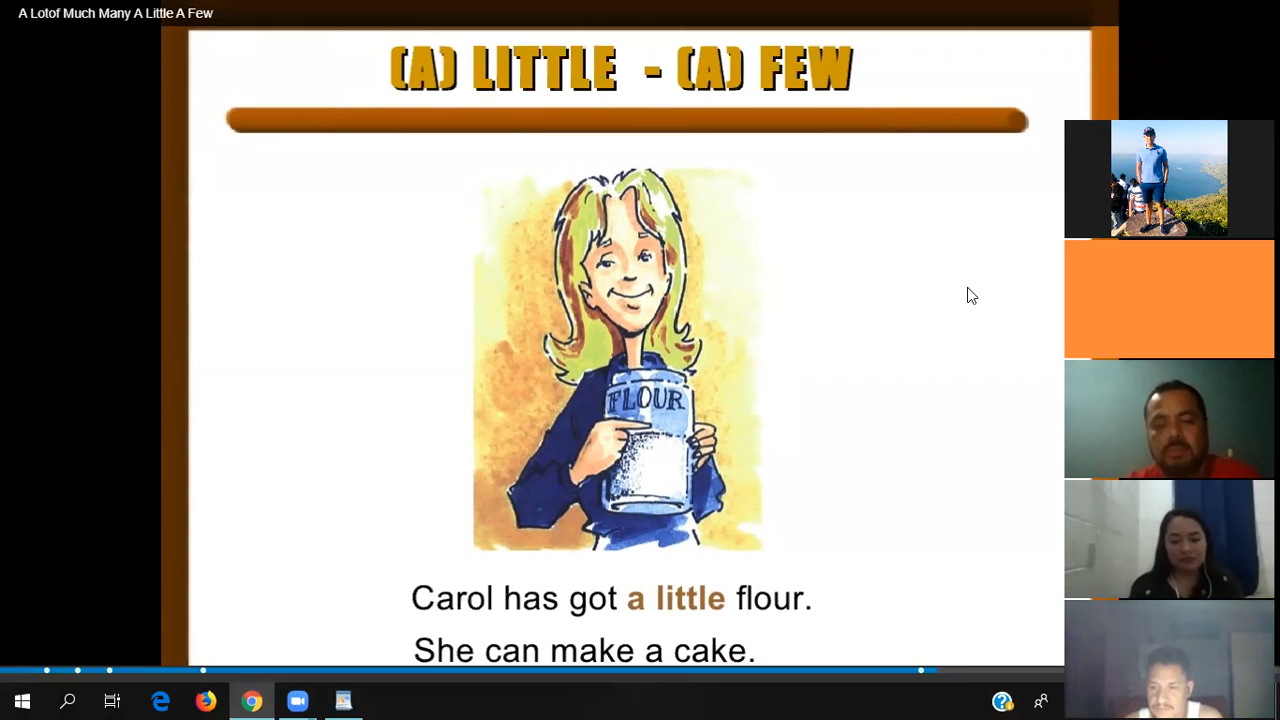 A Lotof Much Many A Little A Few
(A) LITTLE - (A) FEW
FLOUR
Carol has got a little flour.
She can make a cake.